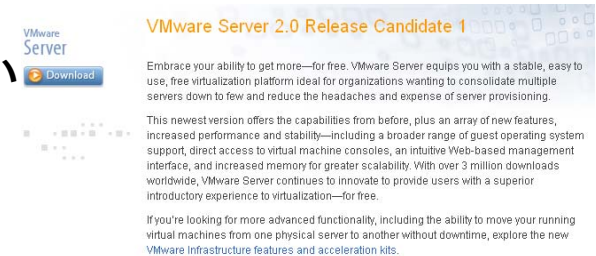 VMware
Server
Download
VMware Server 2.0 Release Candidate 1
Embrace your ability to get more—for free. VMware Server equips you with a stable, easy to
use, free virtualization platform ideal for organizations wanting to consolidate multiple
servers down to few and reduce the headaches and expense of server provisioning.
This newest version offers the capabilities from before, plus an array of new features,
increased performance and stability—including a broader range of guest operating system
support, direct access to virtual machine consoles, an intuitive Web-based management
interface, and increased memory for greater scalability. With over 3 million downloads
worldwide, VMware Server continues to innovate to provide users with a superior
introductory experience to virtualization—for free.
If you're looking for more advanced functionality, including the ability to move your running
virtual machines from one physical server to another without downtime, explore the new
VMware Infrastructure features and acceleration kits.